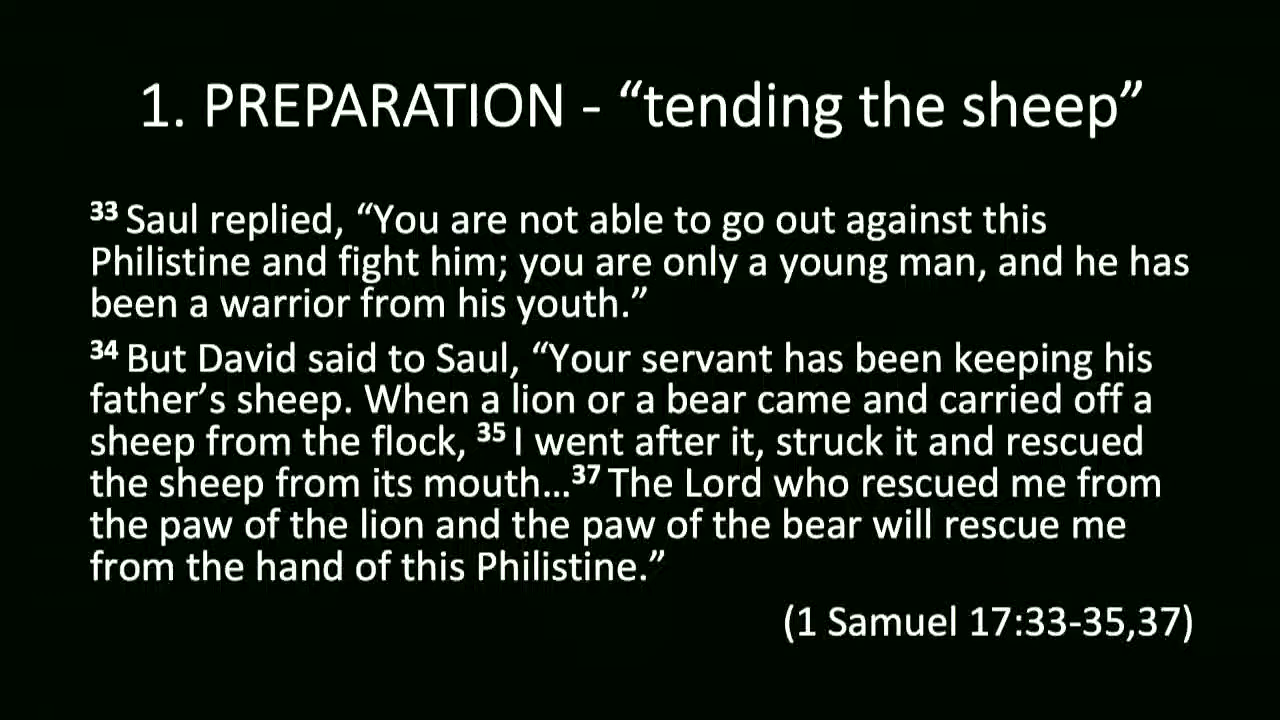 1. PREPARATION - “tending the sheep”
33 Saul replied, “You are not able to go out against this
Philistine and fight him; you are only a young man, and he has
been a warrior from his youth.”
34 But David said to Saul, “Your servant has been keeping his
father’s sheep. When a lion or a bear came and carried off a
sheep from the flock, 35 I went after it, struck it and rescued
the sheep from its mouth…37 The Lord who rescued me from
the paw of the lion and the paw of the bear will rescue me
from the hand of this Philistine.”
(1 Samuel 17:33-35,37)